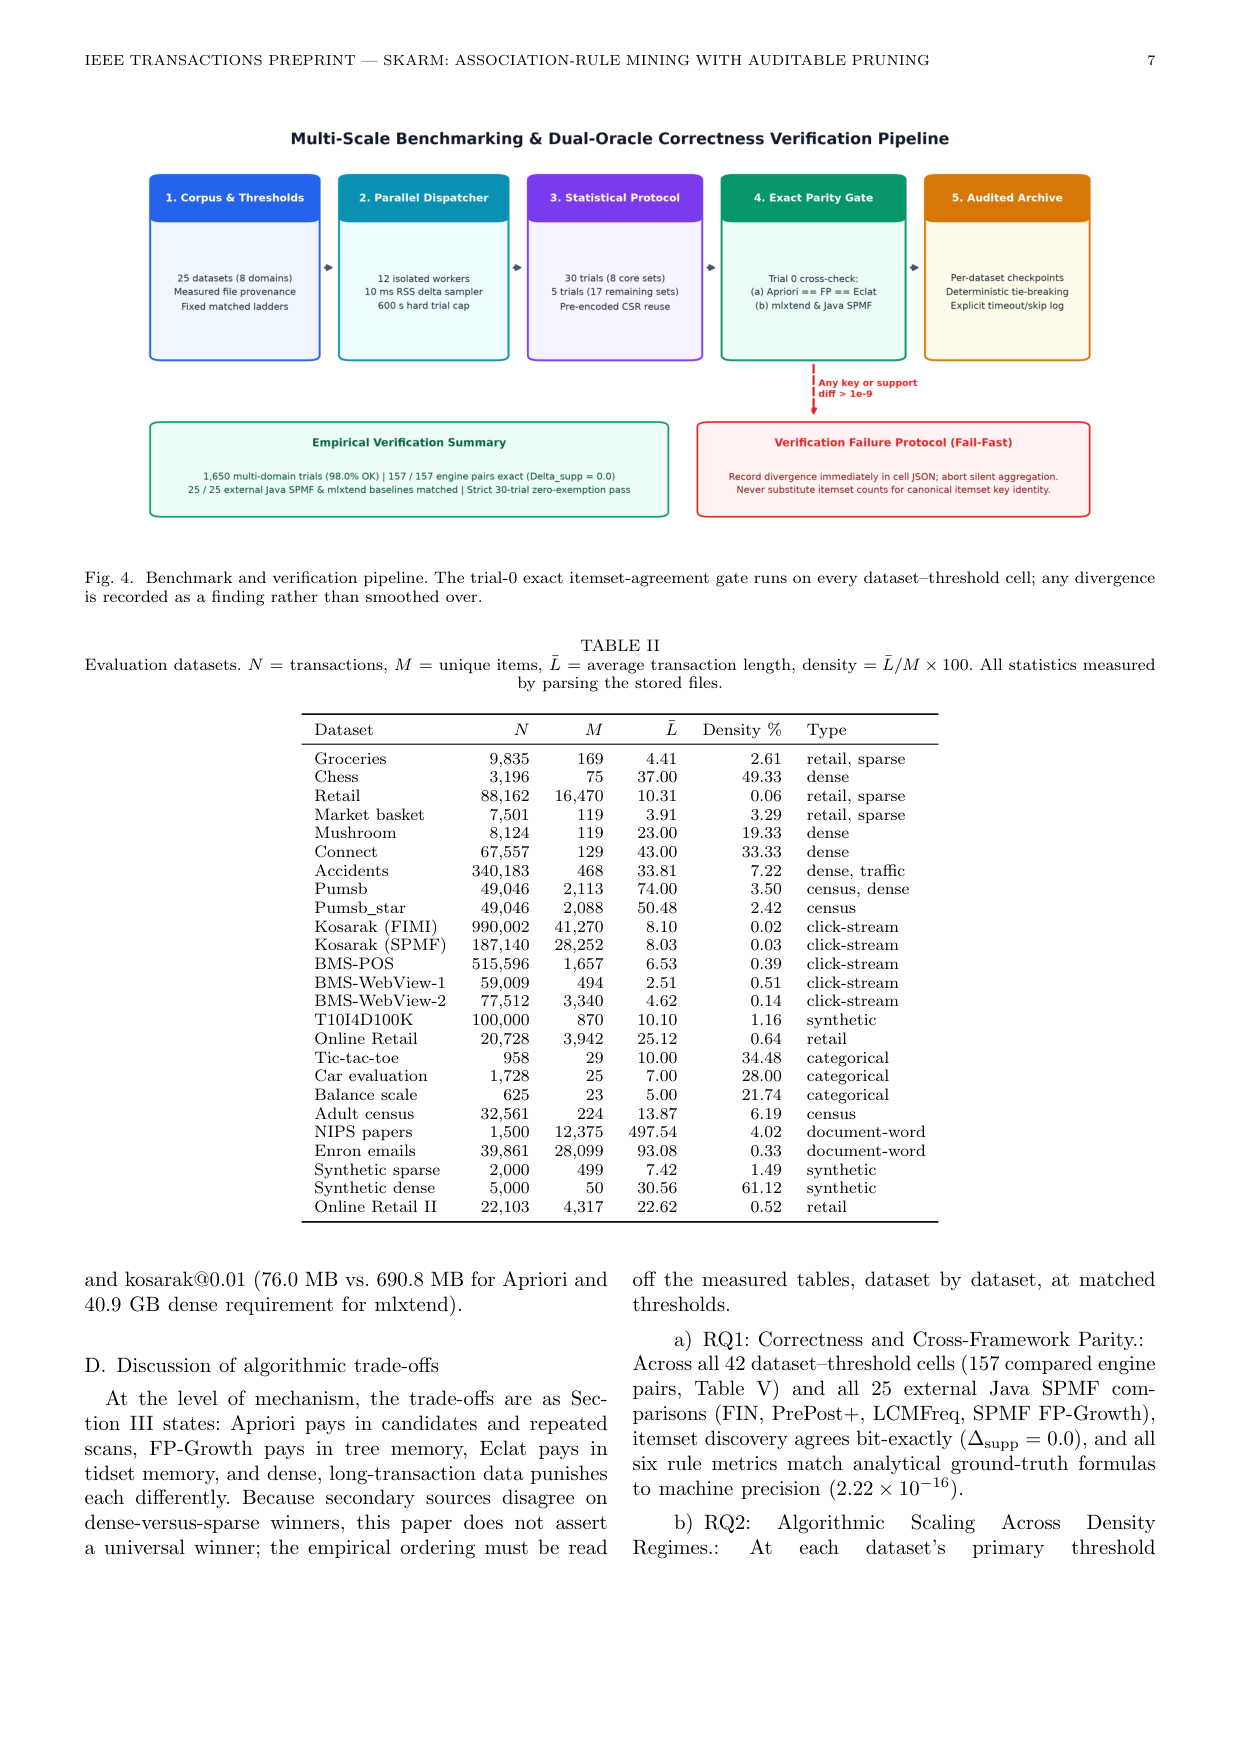 IEEE TRANSACTIONS PREPRINT — SKARM: ASSOCIATION-RULE MINING WITH AUDITABLE PRUNING 7
Multi-Scale Benchmarking & Dual-Oracle Correctness Verification Pipeline
1. Corpus & Thresholds
25 datasets (8 domains)
Measured file provenance
Fixed matched ladders
2. Parallel Dispatcher
12 isolated workers
10 ms RSS delta sampler
600 s hard trial cap
3. Statistical Protocol
30 trials (8 core sets)
5 trials (17 remaining sets)
Pre-encoded CSR reuse
4. Exact Parity Gate
Trial 0 cross-check:
(a) Apriori == FP == Eclat
(b) mlxtend & Java SPMF
5. Audited Archive
Per-dataset checkpoints
Deterministic tie-breaking
Explicit timeout/skip log
Any key or support
diff > 1e-9
Empirical Verification Summary
1,650 multi-domain trials (98.0% OK) | 157 / 157 engine pairs exact (Delta_supp = 0.0)
25 / 25 external Java SPMF & mlxtend baselines matched | Strict 30-trial zero-exemption pass
Verification Failure Protocol (Fail-Fast)
Record divergence immediately in cell JSON; abort silent aggregation.
Never substitute itemset counts for canonical itemset key identity.
Fig. 4. Benchmark and verification pipeline. The trial-0 exact itemset-agreement gate runs on every dataset–threshold cell; any divergence
is recorded as a finding rather than smoothed over.
TABLE II
Evaluation datasets. N = transactions, M = unique items, L̄ = average transaction length, density = L̄/M × 100. All statistics measured
by parsing the stored files.
Dataset N M L̄ Density % Type
Groceries 9,835 169 4.41 2.61 retail, sparse
Chess 3,196 75 37.00 49.33 dense
Retail 88,162 16,470 10.31 0.06 retail, sparse
Market basket 7,501 119 3.91 3.29 retail, sparse
Mushroom 8,124 119 23.00 19.33 dense
Connect 67,557 129 43.00 33.33 dense
Accidents 340,183 468 33.81 7.22 dense, traffic
Pumsb 49,046 2,113 74.00 3.50 census, dense
Pumsb_star 49,046 2,088 50.48 2.42 census
Kosarak (FIMI) 990,002 41,270 8.10 0.02 click-stream
Kosarak (SPMF) 187,140 28,252 8.03 0.03 click-stream
BMS-POS 515,596 1,657 6.53 0.39 click-stream
BMS-WebView-1 59,009 494 2.51 0.51 click-stream
BMS-WebView-2 77,512 3,340 4.62 0.14 click-stream
T10I4D100K 100,000 870 10.10 1.16 synthetic
Online Retail 20,728 3,942 25.12 0.64 retail
Tic-tac-toe 958 29 10.00 34.48 categorical
Car evaluation 1,728 25 7.00 28.00 categorical
Balance scale 625 23 5.00 21.74 categorical
Adult census 32,561 224 13.87 6.19 census
NIPS papers 1,500 12,375 497.54 4.02 document-word
Enron emails 39,861 28,099 93.08 0.33 document-word
Synthetic sparse 2,000 499 7.42 1.49 synthetic
Synthetic dense 5,000 50 30.56 61.12 synthetic
Online Retail II 22,103 4,317 22.62 0.52 retail
and kosarak@0.01 (76.0 MB vs. 690.8 MB for Apriori and
40.9 GB dense requirement for mlxtend).
D. Discussion of algorithmic trade-offs
At the level of mechanism, the trade-offs are as Sec-
tion III states: Apriori pays in candidates and repeated
scans, FP-Growth pays in tree memory, Eclat pays in
tidset memory, and dense, long-transaction data punishes
each differently. Because secondary sources disagree on
dense-versus-sparse winners, this paper does not assert
a universal winner; the empirical ordering must be read
off the measured tables, dataset by dataset, at matched
thresholds.
a) RQ1: Correctness and Cross-Framework Parity.:
Across all 42 dataset–threshold cells (157 compared engine
pairs, Table V) and all 25 external Java SPMF com-
parisons (FIN, PrePost+, LCMFreq, SPMF FP-Growth),
itemset discovery agrees bit-exactly (Δsupp = 0.0), and all
six rule metrics match analytical ground-truth formulas
to machine precision (2.22 × 10⁻¹⁶).
b) RQ2: Algorithmic Scaling Across Density
Regimes.: At each dataset's primary threshold